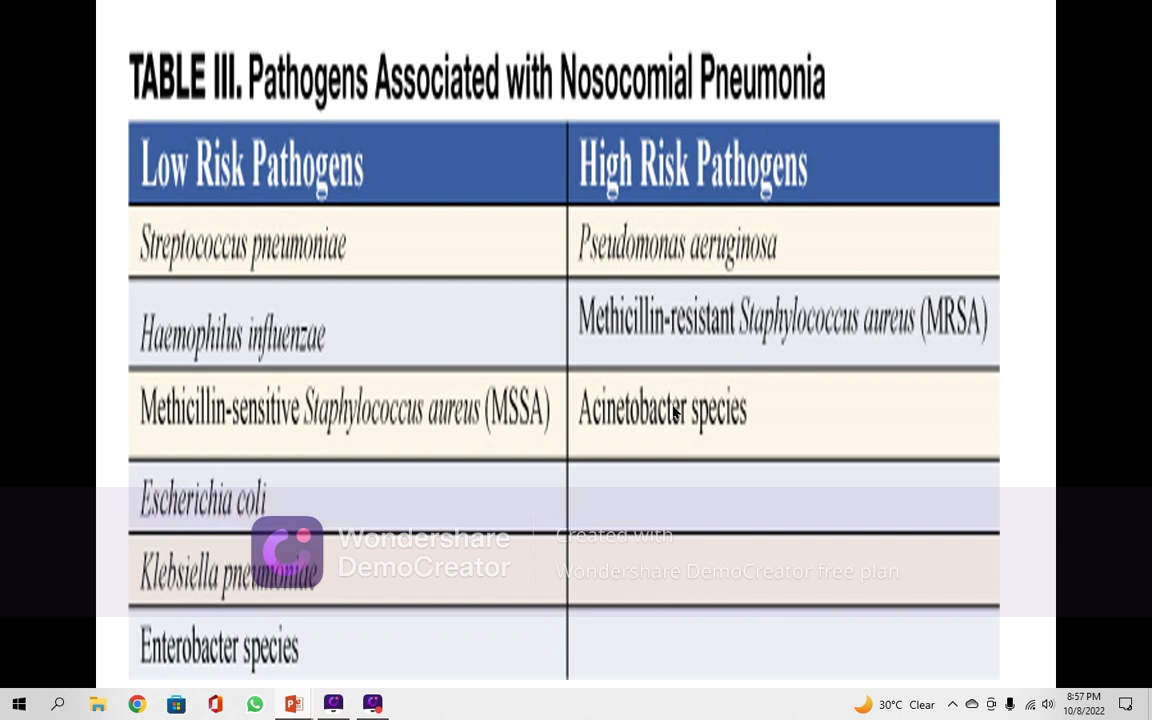 TABLE III. Pathogens Associated with Nosocomial Pneumonia
Low Risk Pathogens High Risk Pathogens
Streptococcus pneumoniae Pseudomonas aeruginosa
Haemophilus influenzae Methicillin-resistant Staphylococcus aureus (MRSA)
Methicillin-sensitive Staphylococcus aureus (MSSA) Acinetobacter species
Escherichia coli
Klebsiella pneumoniae
Enterobacter species
Wondershare
DemoCreator
Created with
Wondershare DemoCreator free plan
30°C Clear
8:57 PM
10/8/2022